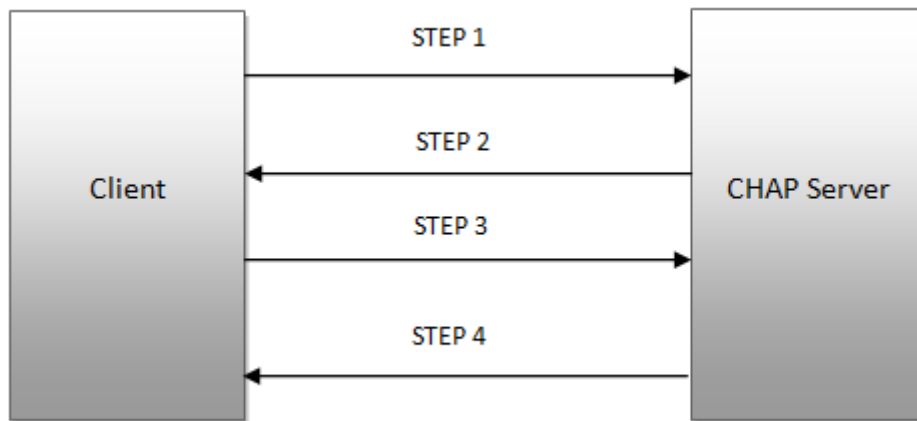 STEP 1
STEP 2
Client
CHAP Server
STEP 3
STEP 4